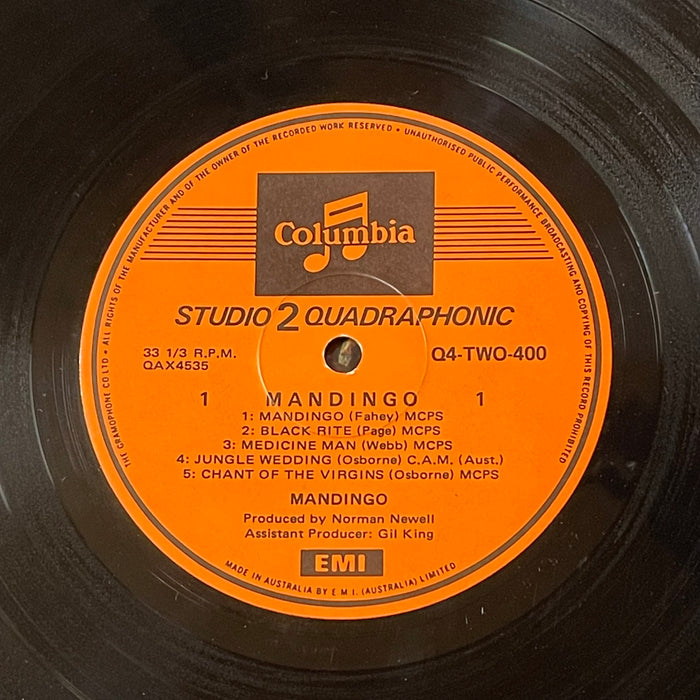 THE GRAMOPHONE CO LTD • ALL RIGHTS OF THE MANUFACTURER AND OF THE OWNER OF THE RECORDED WORK RESERVED • UNAUTHORISED PUBLIC PERFORMANCE BROADCASTING AND COPYING OF THIS RECORD PROHIBITED
Columbia
STUDIO 2 QUADRAPHONIC
33 1/3 R.P.M.
QAX4535
Q4-TWO-400
1 MANDINGO 1
1: MANDINGO (Fahey) MCPS
2: BLACK RITE (Page) MCPS
3: MEDICINE MAN (Webb) MCPS
4: JUNGLE WEDDING (Osborne) C.A.M. (Aust.)
5: CHANT OF THE VIRGINS (Osborne) MCPS
MANDINGO
Produced by Norman Newell
Assistant Producer: Gil King
EMI
MADE IN AUSTRALIA BY E.M.I. (AUSTRALIA) LIMITED